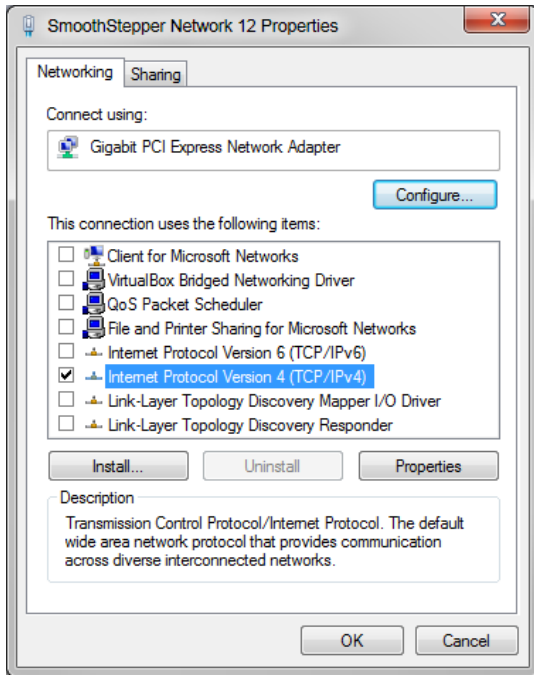 SmoothStepper Network 12 Properties
Networking
Sharing
Connect using:
Gigabit PCI Express Network Adapter
Configure...
This connection uses the following items:
Client for Microsoft Networks
VirtualBox Bridged Networking Driver
QoS Packet Scheduler
File and Printer Sharing for Microsoft Networks
Internet Protocol Version 6 (TCP/IPv6)
Internet Protocol Version 4 (TCP/IPv4)
Link-Layer Topology Discovery Mapper I/O Driver
Link-Layer Topology Discovery Responder
Install...
Uninstall
Properties
Description
Transmission Control Protocol/Internet Protocol. The default
wide area network protocol that provides communication
across diverse interconnected networks.
OK
Cancel